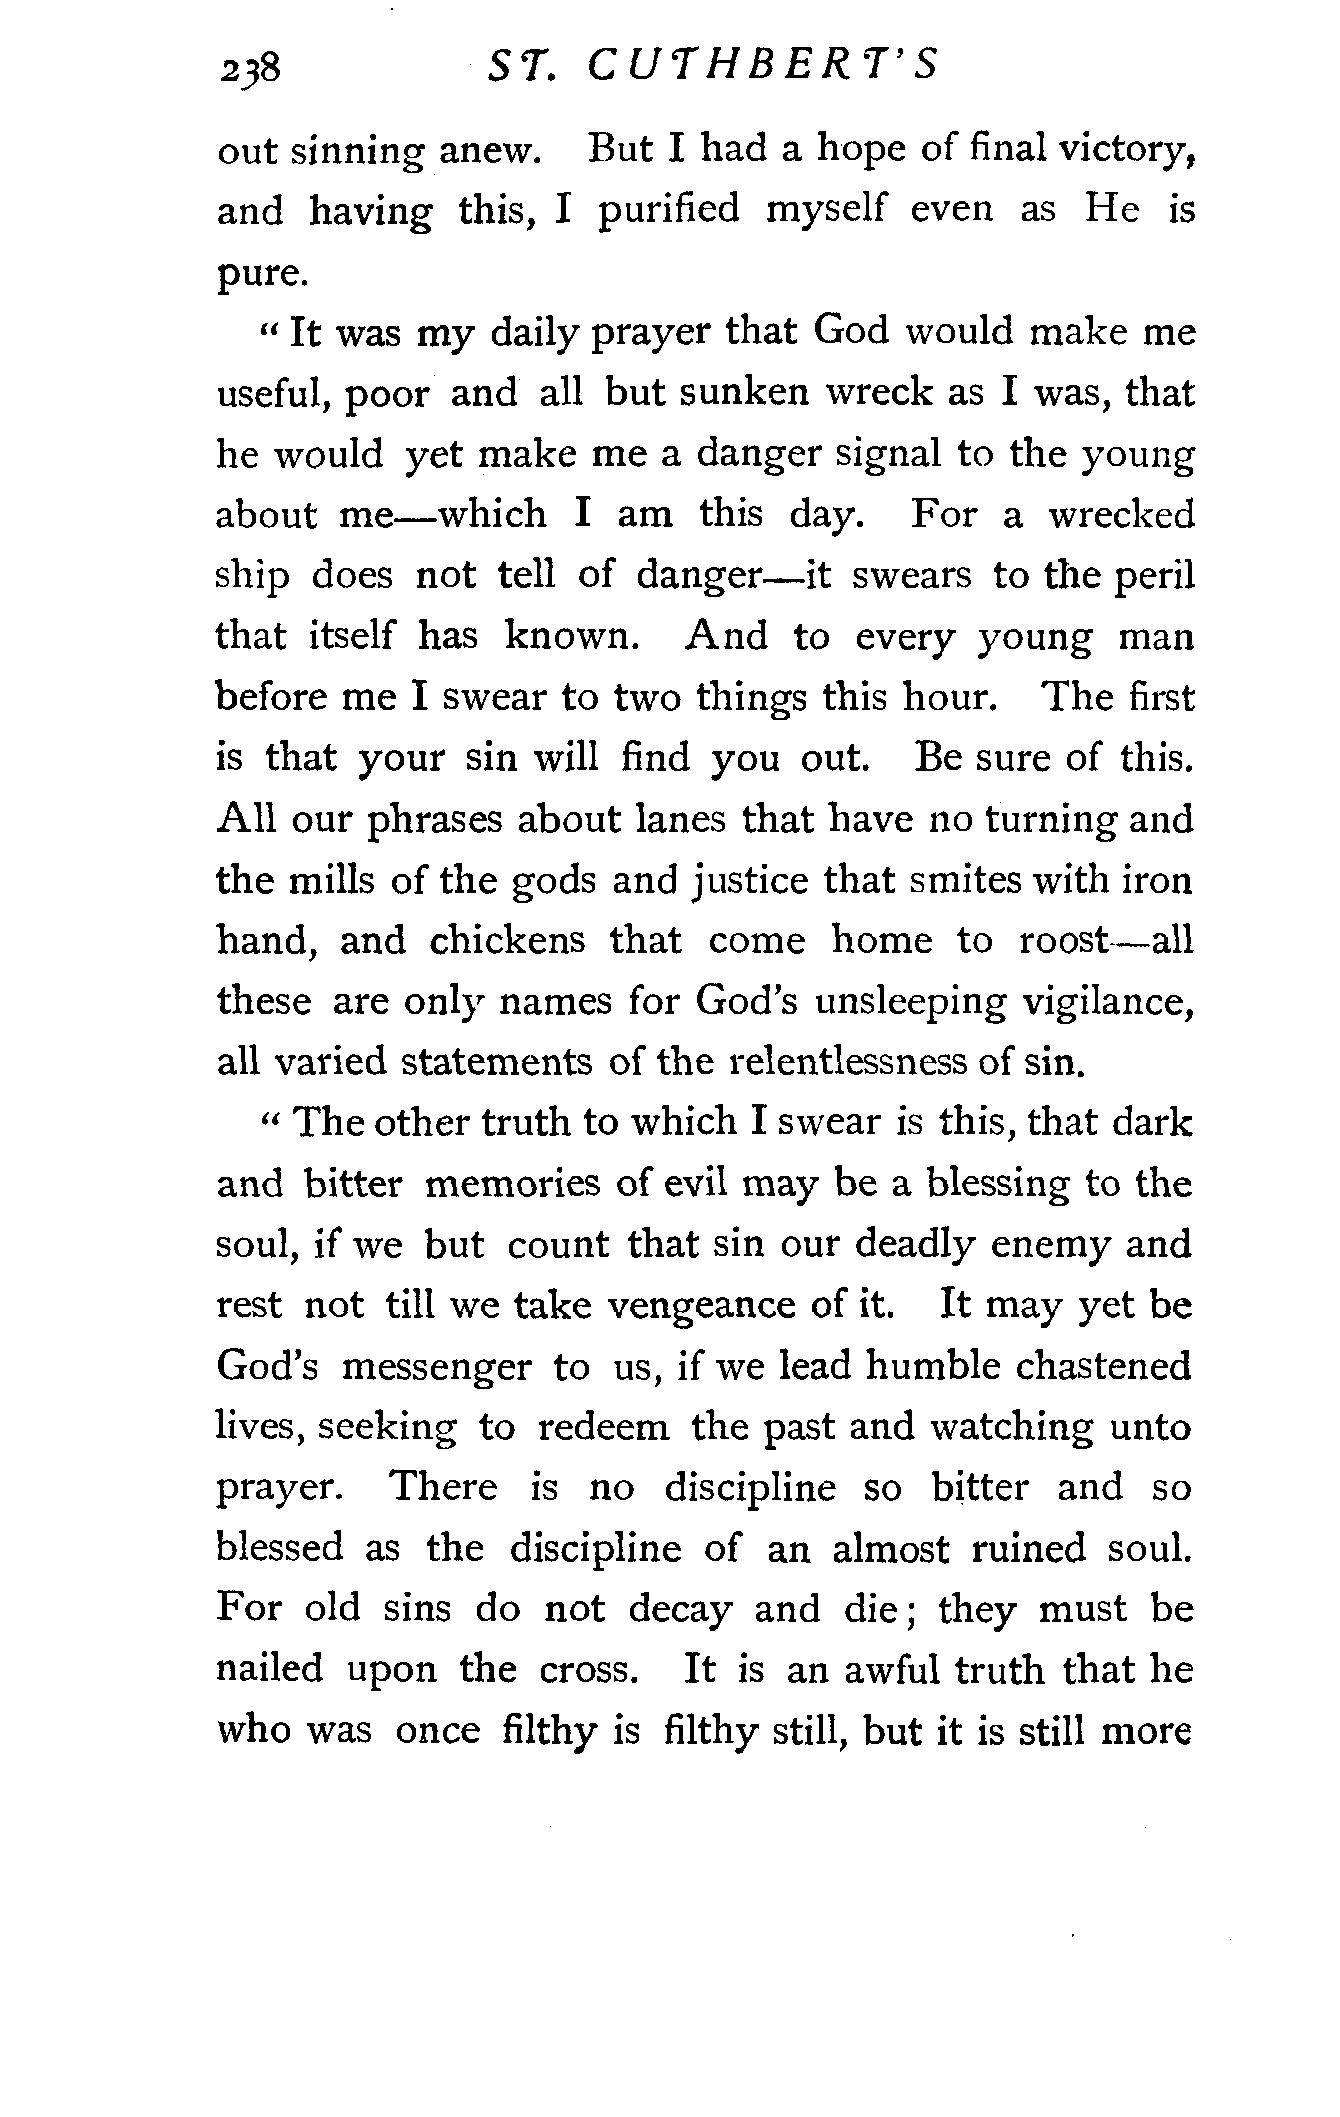 238 ST. CUTHBERT'S
out sinning anew. But I had a hope of final victory,
and having this, I purified myself even as He is
pure.
“ It was my daily prayer that God would make me
useful, poor and all but sunken wreck as I was, that
he would yet make me a danger signal to the young
about me—which I am this day. For a wrecked
ship does not tell of danger—it swears to the peril
that itself has known. And to every young man
before me I swear to two things this hour. The first
is that your sin will find you out. Be sure of this.
All our phrases about lanes that have no turning and
the mills of the gods and justice that smites with iron
hand, and chickens that come home to roost—all
these are only names for God's unsleeping vigilance,
all varied statements of the relentlessness of sin.
“ The other truth to which I swear is this, that dark
and bitter memories of evil may be a blessing to the
soul, if we but count that sin our deadly enemy and
rest not till we take vengeance of it. It may yet be
God's messenger to us, if we lead humble chastened
lives, seeking to redeem the past and watching unto
prayer. There is no discipline so bitter and so
blessed as the discipline of an almost ruined soul.
For old sins do not decay and die; they must be
nailed upon the cross. It is an awful truth that he
who was once filthy is filthy still, but it is still more